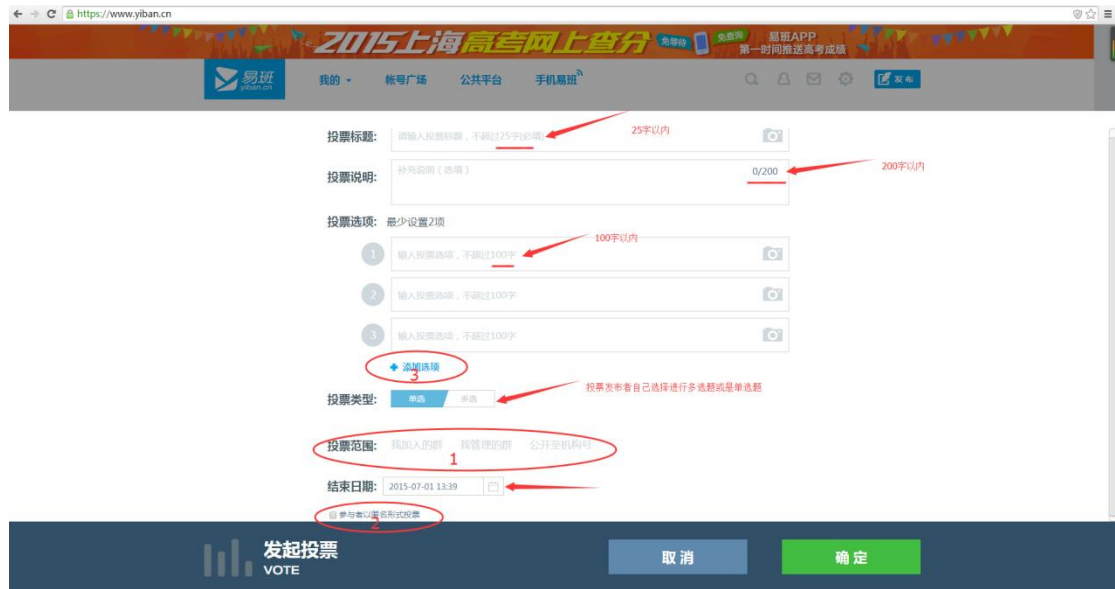 https://www.yiban.cn
2015上海高考网上查分 免等待 免查询 易班APP
第一时间推送高考成绩
易班 我的 帐号广场 公共平台 手机易班 发布
yiban.cn
投票标题: 请输入投票标题，不超过25字(必填) 25字以内
投票说明: 补充说明（选填） 0/200 200字以内
投票选项: 最少设置2项
100字以内
1 输入投票选项，不超过100字
2 输入投票选项，不超过100字
3 输入投票选项，不超过100字
添加选项
3
投票类型: 单选 多选 投票发布者自己选择进行多选题或是单选题
投票范围: 我加入的群 我管理的群 公开至机构号
1
结束日期: 2015-07-01 13:39
参与者以匿名形式投票
2
发起投票 取消 确定
VOTE